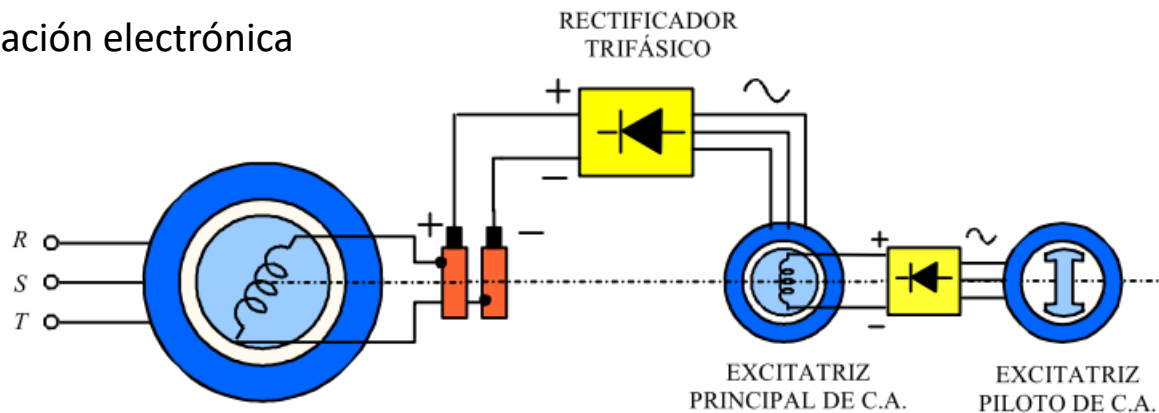 ación electrónica
RECTIFICADOR
TRIFÁSICO
+
−
+
−
R
S
T
+
−
EXCITATRIZ
PRINCIPAL DE C.A.
EXCITATRIZ
PILOTO DE C.A.